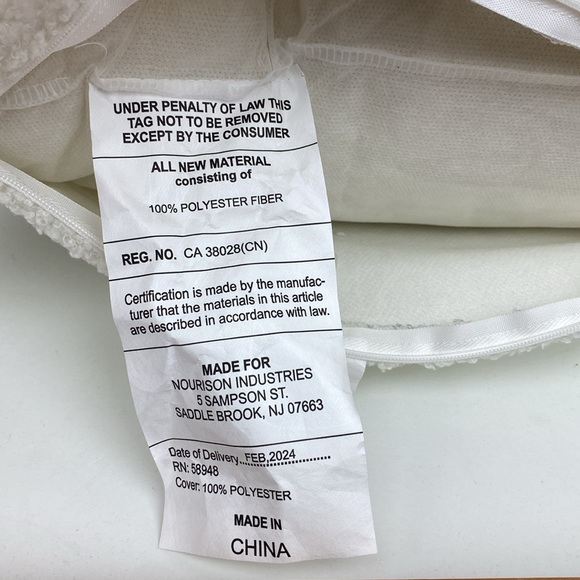 UNDER PENALTY OF LAW THIS
TAG NOT TO BE REMOVED
EXCEPT BY THE CONSUMER
ALL NEW MATERIAL
consisting of
100% POLYESTER FIBER
REG. NO. CA 38028(CN)
Certification is made by the manufac-
turer that the materials in this article
are described in accordance with law.
MADE FOR
NOURISON INDUSTRIES
5 SAMPSON ST.
SADDLE BROOK, NJ 07663
Date of Delivery...FEB,2024....................
RN: 58948
Cover: 100% POLYESTER
MADE IN
CHINA